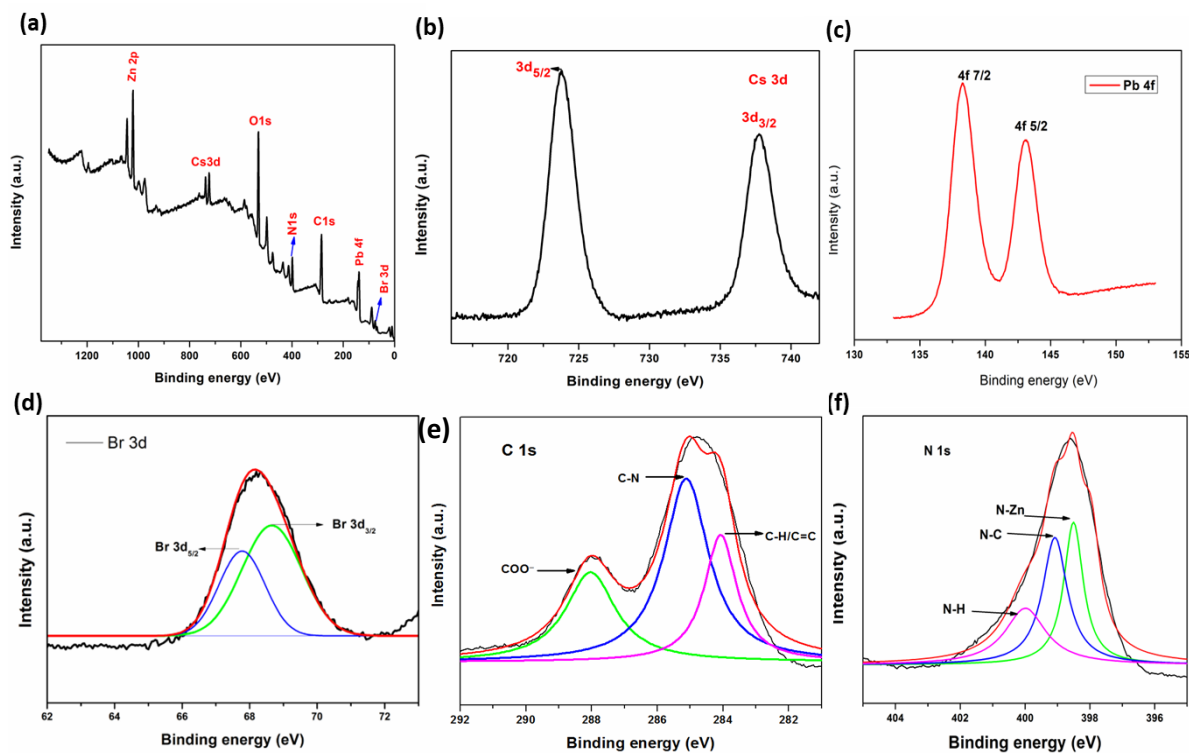 (a)
Zn 2p
Cs3d
O1s
N1s
C1s
Pb 4f
Br 3d
Intensity (a.u.)
1200 1000 800 600 400 200 0
Binding energy (eV)
(b)
3d5/2
Cs 3d
3d3/2
Intensity (a.u.)
720 725 730 735 740
Binding energy (eV)
(c)
4f 7/2
4f 5/2
Pb 4f
Intensity (a.u.)
130 135 140 145 150 155
Binding energy (eV)
(d)
Br 3d
Br 3d3/2
Br 3d5/2
Intensity (a.u.)
62 64 66 68 70 72
Binding energy (eV)
(e)
C 1s
C-N
C-H/C=C
COO−
Intensity (a.u.)
292 290 288 286 284 282
Binding energy (eV)
(f)
N 1s
N-Zn
N-C
N-H
Intensity (a.u.)
404 402 400 398 396
Binding energy (eV)